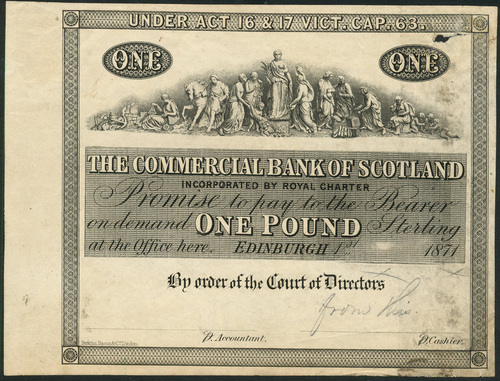 UNDER ACT 16 & 17 VICT. CAP. 63.
ONE ONE
THE COMMERCIAL BANK OF SCOTLAND
INCORPORATED BY ROYAL CHARTER
Promise to pay to the Bearer
on demand ONE POUND Sterling
at the Office here. EDINBURGH 1871
By order of the Court of Directors
from this
P. Accountant. P. Cashier.